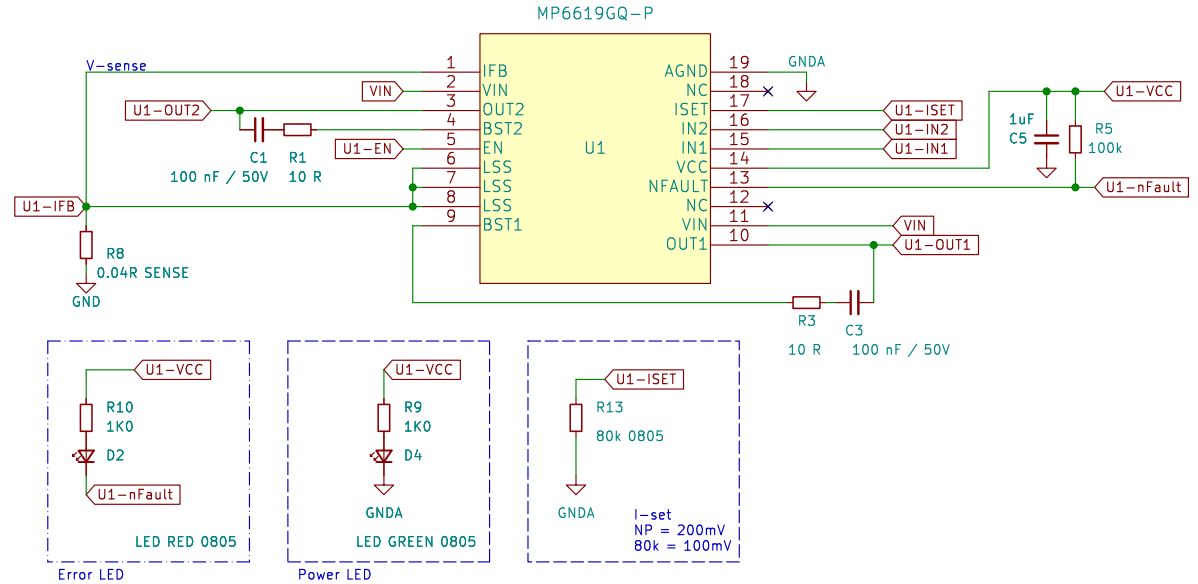 MP6619GQ-P
V-sense
1
2
3
4
5
6
7
8
9
IFB
VIN
OUT2
BST2
EN
LSS
LSS
LSS
BST1
U1
AGND
NC
ISET
IN2
IN1
VCC
NFAULT
NC
VIN
OUT1
19
18
17
16
15
14
13
12
11
10
VIN
U1-OUT2
C1
100 nF / 50V
R1
10 R
U1-EN
U1-IFB
R8
0.04R SENSE
GND
GNDA
U1-ISET
U1-IN2
U1-IN1
1uF
C5
U1-VCC
R5
100k
U1-nFault
VIN
U1-OUT1
R3
10 R
C3
100 nF / 50V
U1-VCC
R10
1K0
D2
U1-nFault
LED RED 0805
Error LED
U1-VCC
R9
1K0
D4
GNDA
LED GREEN 0805
Power LED
U1-ISET
R13
80k 0805
GNDA
I-set
NP = 200mV
80k = 100mV